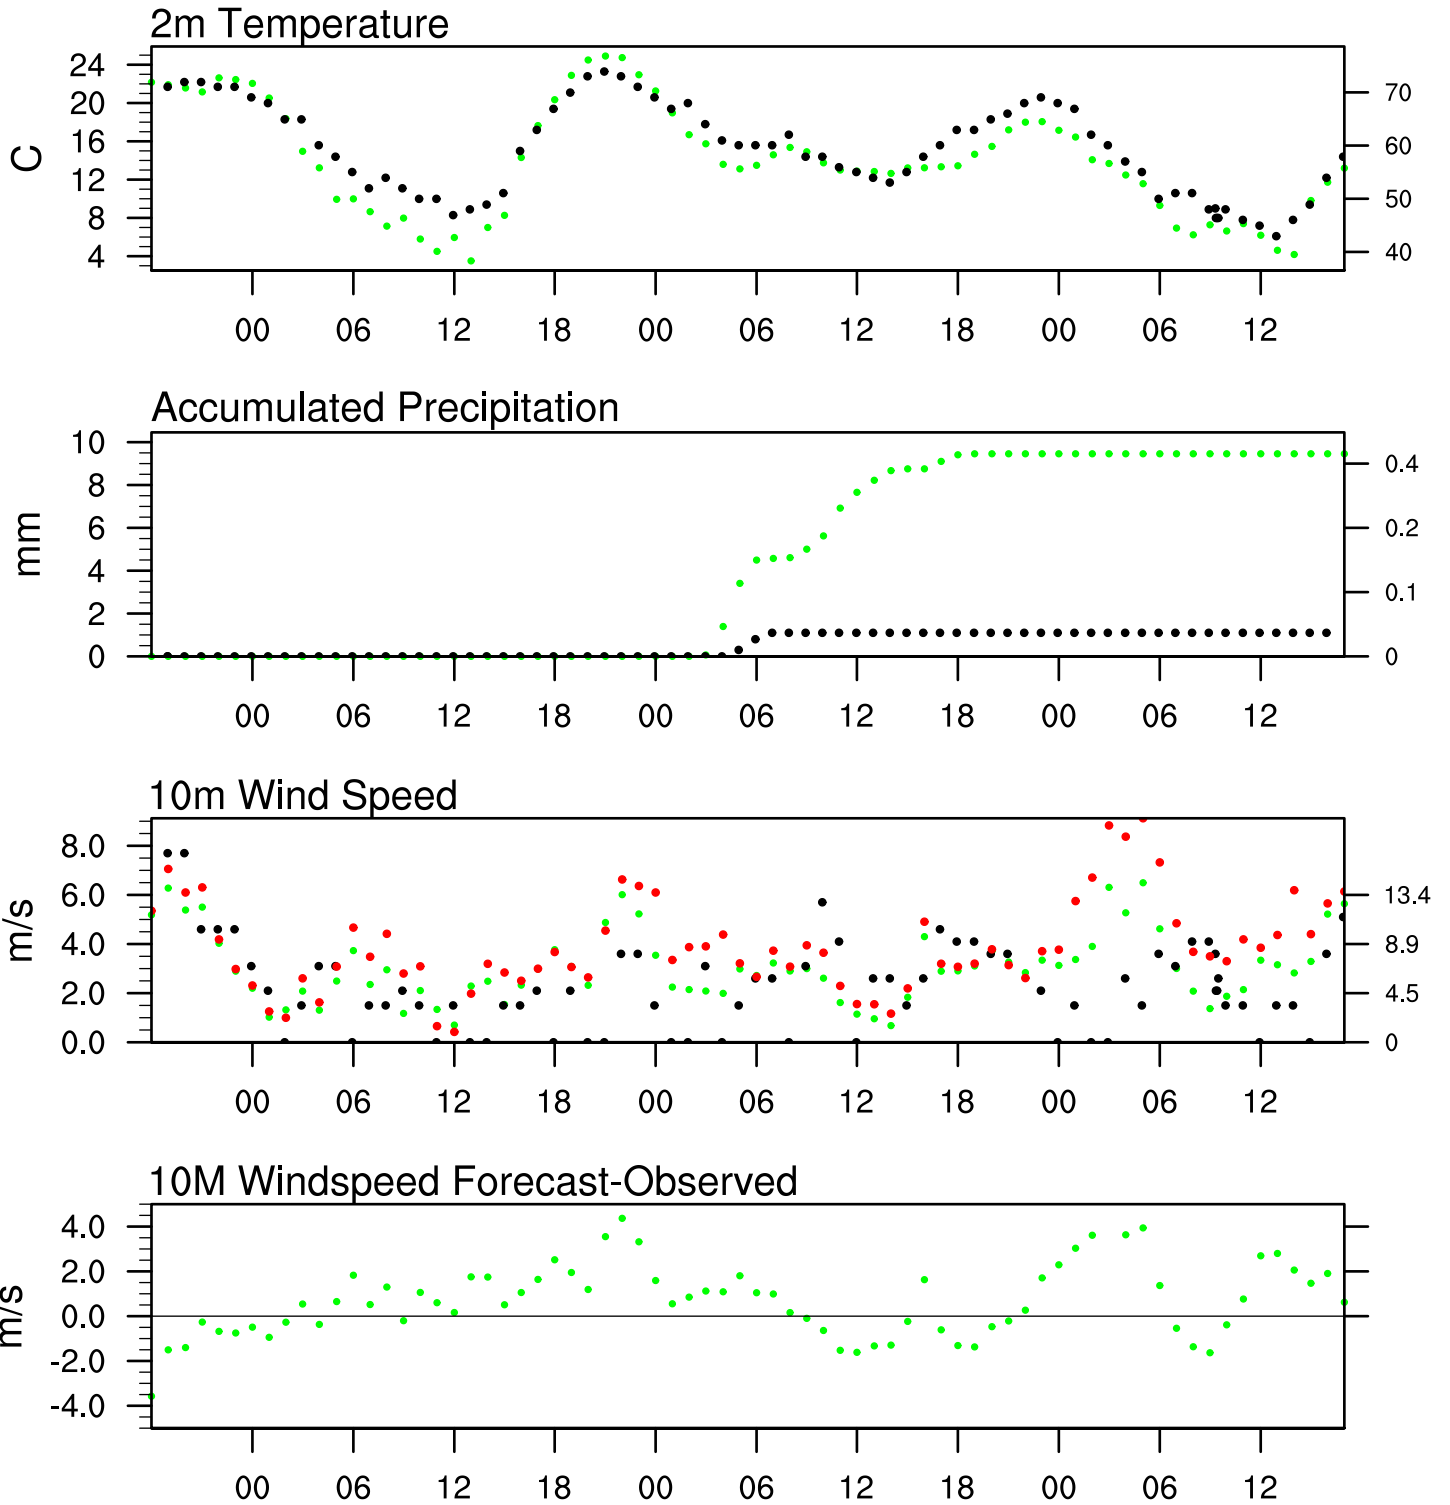 2m Temperature
C
24
20
16
12
8
4
70
60
50
40
00 06 12 18 00 06 12 18 00 06 12
Accumulated Precipitation
mm
10
8
6
4
2
0
0.4
0.2
0.1
0
00 06 12 18 00 06 12 18 00 06 12
10m Wind Speed
m/s
8.0
6.0
4.0
2.0
0.0
13.4
8.9
4.5
0
00 06 12 18 00 06 12 18 00 06 12
10M Windspeed Forecast-Observed
m/s
4.0
2.0
0.0
-2.0
-4.0
00 06 12 18 00 06 12 18 00 06 12